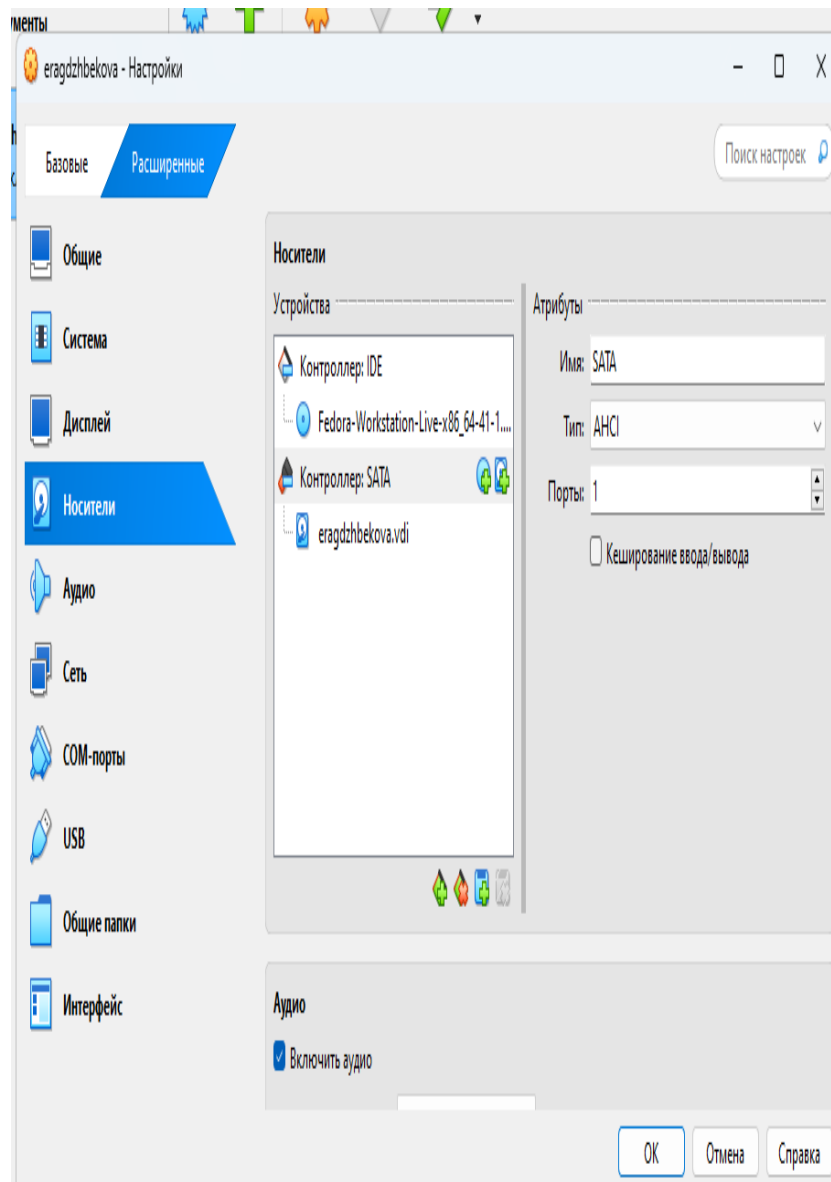 eragdzhbekova - Настройки
Базовые
Расширенные
Поиск настроек
Общие
Система
Дисплей
Носители
Аудио
Сеть
COM-порты
USB
Общие папки
Интерфейс
Носители
Устройства
Контроллер: IDE
Fedora-Workstation-Live-x86_64-41-1....
Контроллер: SATA
eragdzhbekova.vdi
Атрибуты
Имя: SATA
Тип: AHCI
Порты: 1
Кеширование ввода/вывода
Аудио
Включить аудио
OK
Отмена
Справка